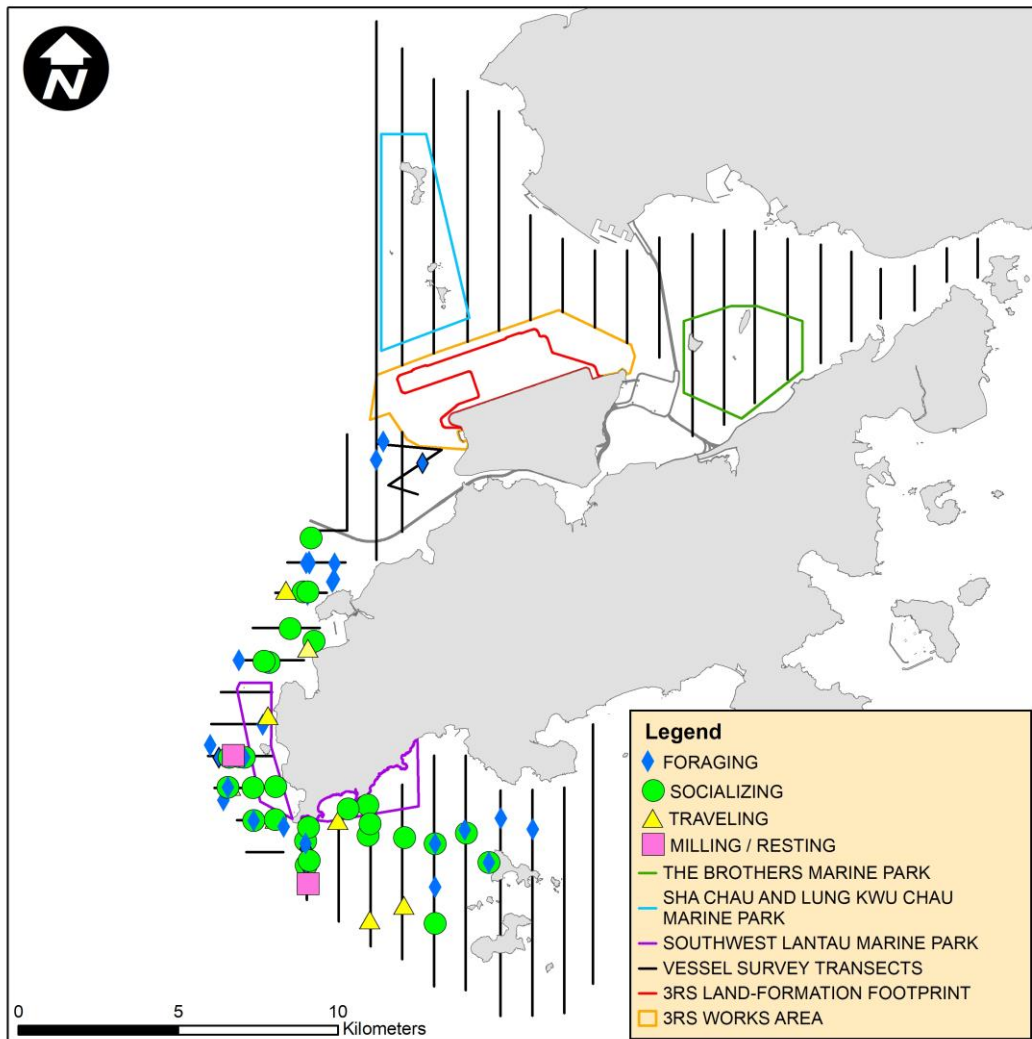 N
Legend
FORAGING
SOCIALIZING
TRAVELING
MILLING / RESTING
THE BROTHERS MARINE PARK
SHA CHAU AND LUNG KWU CHAU
MARINE PARK
SOUTHWEST LANTAU MARINE PARK
VESSEL SURVEY TRANSECTS
3RS LAND-FORMATION FOOTPRINT
3RS WORKS AREA
0 5 10
Kilometers